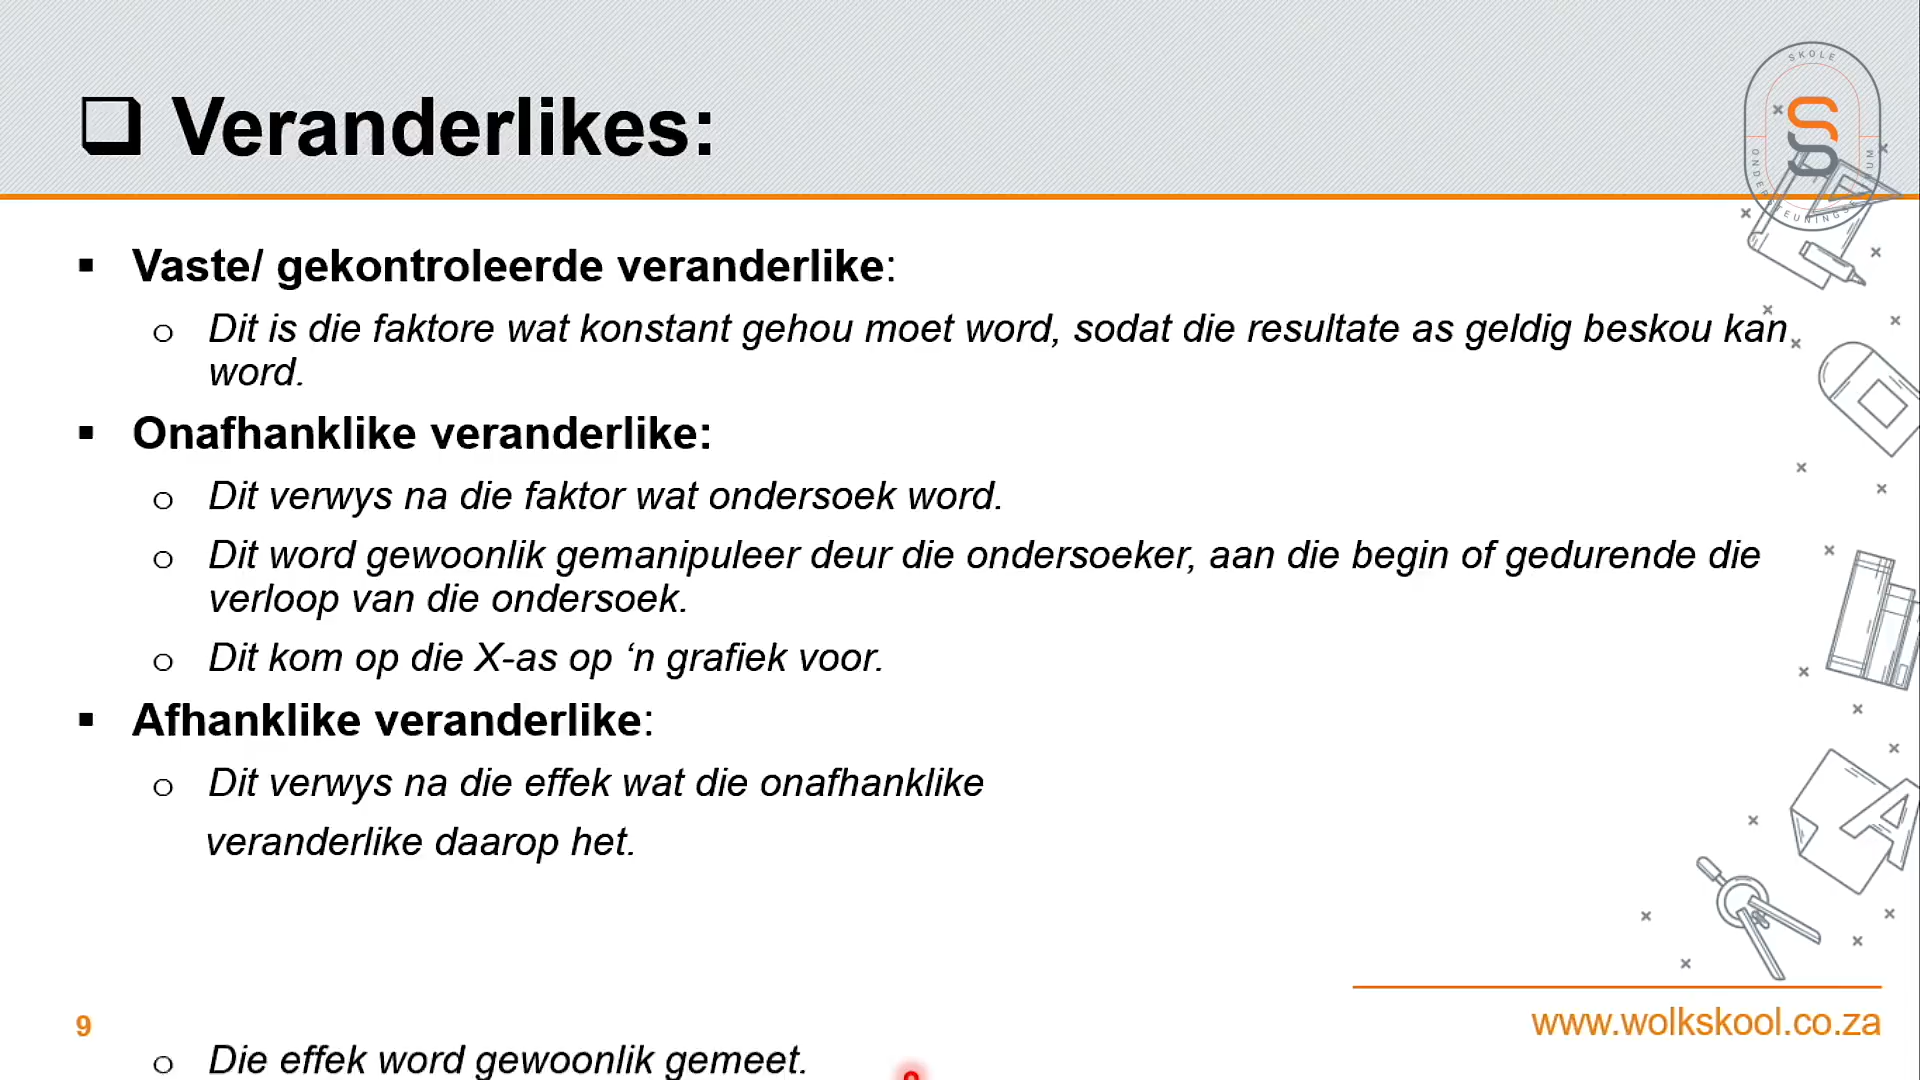 ❑ Veranderlikes:
SKOLE
▪ Vaste/ gekontroleerde veranderlike:
o Dit is die faktore wat konstant gehou moet word, sodat die resultate as geldig beskou kan
word.
▪ Onafhanklike veranderlike:
o Dit verwys na die faktor wat ondersoek word.
o Dit word gewoonlik gemanipuleer deur die ondersoeker, aan die begin of gedurende die
verloop van die ondersoek.
o Dit kom op die X-as op ‘n grafiek voor.
▪ Afhanklike veranderlike:
o Dit verwys na die effek wat die onafhanklike
veranderlike daarop het.
9
www.wolkskool.co.za
o Die effek word gewoonlik gemeet.